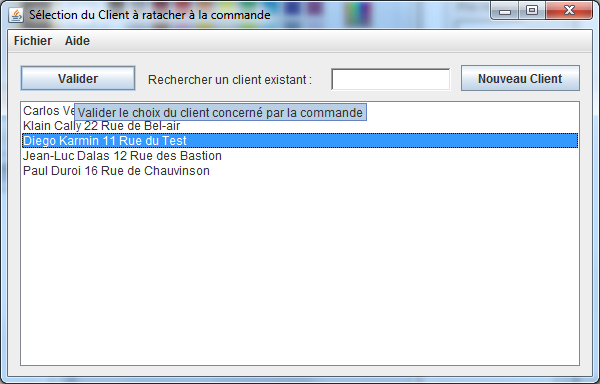 Sélection du Client à ratacher à la commande
Fichier Aide
Valider Rechercher un client existant : Nouveau Client
Carlos
Valider le choix du client concerné par la commande
Klain Cally 22 Rue de Bel-air
Diego Karmin 11 Rue du Test
Jean-Luc Dalas 12 Rue des Bastion
Paul Duroi 16 Rue de Chauvinson